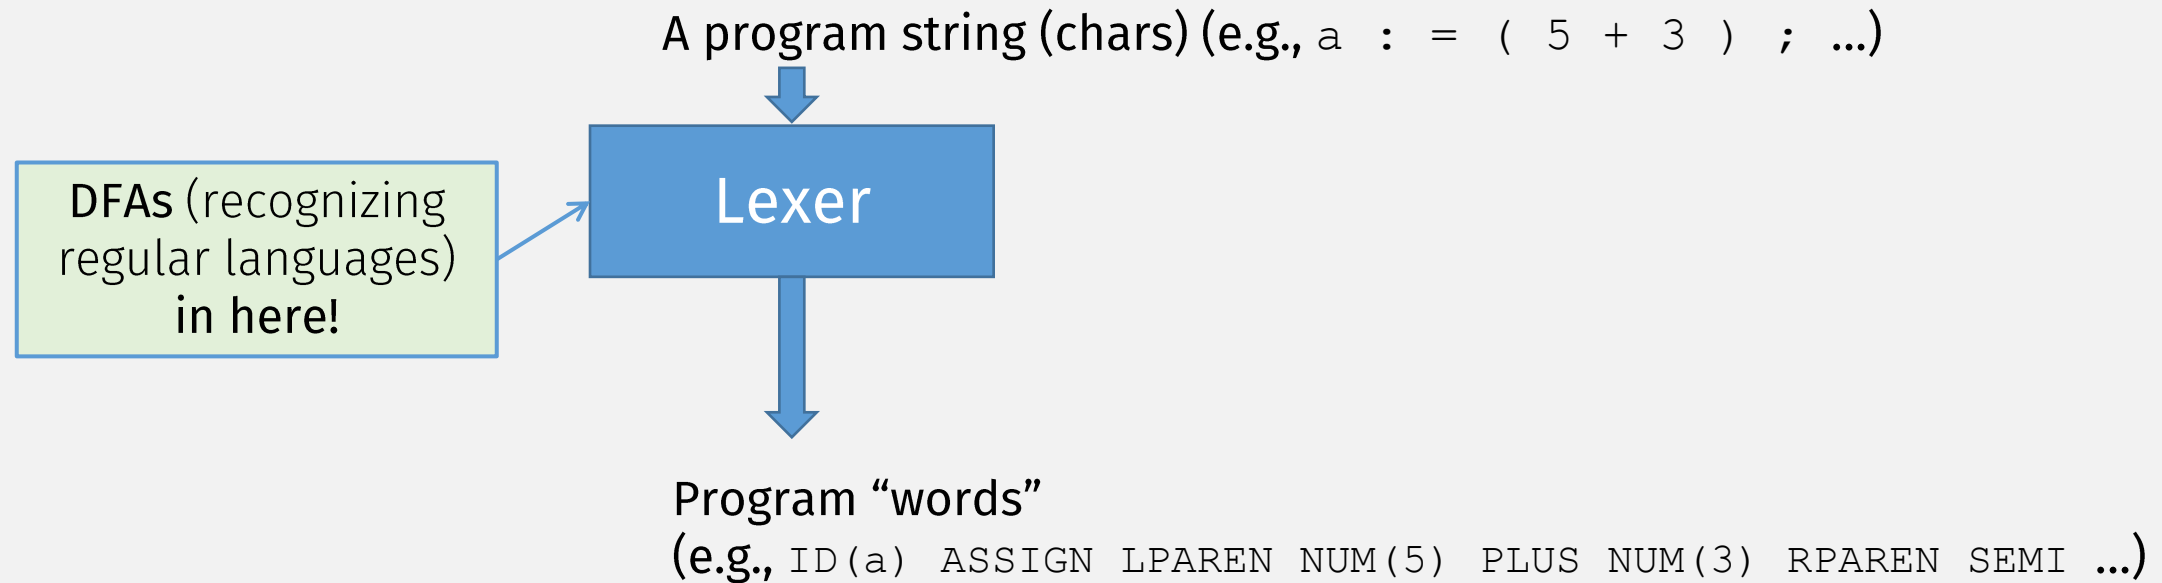 A program string (chars) (e.g., a : = ( 5 + 3 ) ; ...)
Lexer
DFAs (recognizing
regular languages)
in here!
Program “words”
(e.g., ID(a) ASSIGN LPAREN NUM(5) PLUS NUM(3) RPAREN SEMI ...)